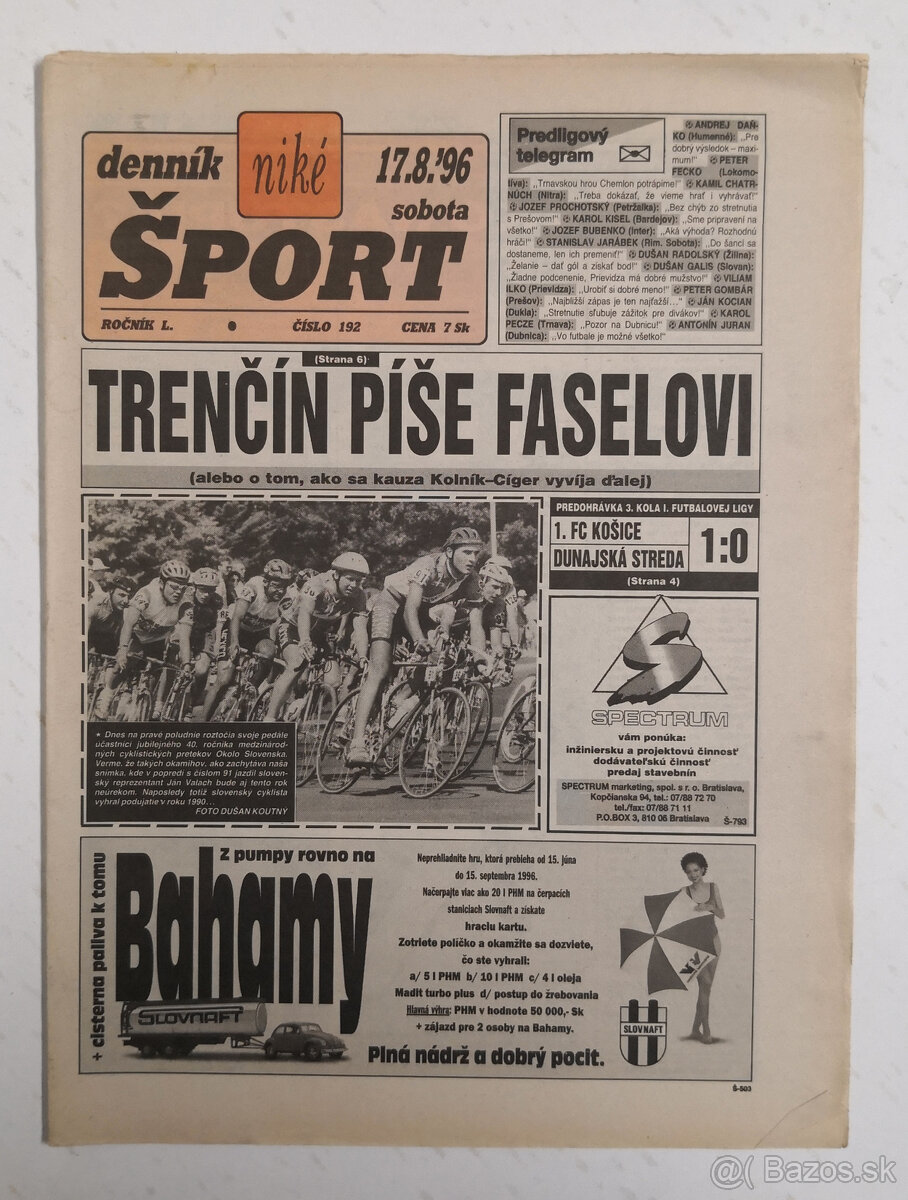 denník
niké
17.8.'96
sobota
ŠPORT
ROČNÍK L. • ČÍSLO 192 CENA 7 Sk
Predligový
telegram
ANDREJ DAŇ-
KO (Humenné): „Pre
dobrý výsledok – maxi-
mum!“ PETER
FECKO (Lokomo-
tíva): „Trnavskou hrou Chemlon potrápime!“ KAMIL CHATR-
NÚCH (Nitra): „Treba dokázať, že vieme hrať i vyhrávať!“
JOZEF PROCHOTSKÝ (Petržalka): „Bez chýb zo stretnutia
s Prešovom!“ KAROL KISEL (Bardejov): „Sme pripravení na
všetko!“ JOZEF BUBENKO (Inter): „Aká výhoda? Rozhodnú
hráči!“ STANISLAV JARÁBEK (Rim. Sobota): „Do šancí sa
dostaneme, len ich premeniť!“ DUŠAN RADOLSKÝ (Žilina):
„Želanie – dať gól a získať bod!“ DUŠAN GALIS (Slovan):
„Žiadne podcenenie, Prievidza má dobré mužstvo!“ VILIAM
ILKO (Prievidza): „Urobiť si dobré meno!“ PETER GOMBÁR
(Prešov): „Najbližší zápas je ten najťažší...“ JÁN KOCIAN
(Dukla): „Stretnutie sľubuje zážitok pre divákov!“ KAROL
PECZE (Trnava): „Pozor na Dubnicu!“ ANTONÍN JURAN
(Dubnica): „Vo futbale je možné všetko!“
(Strana 6)
TRENČÍN PÍŠE FASELOVI
(alebo o tom, ako sa kauza Kolník–Cíger vyvíja ďalej)
PREDOHRÁVKA 3. KOLA I. FUTBALOVEJ LIGY
1. FC KOŠICE
DUNAJSKÁ STREDA
1:0
(Strana 4)
* Dnes na pravé poludnie roztočia svoje pedále
účastníci jubilejného 40. ročníka medzinárod-
ných cyklistických pretekov Okolo Slovenska.
Verme, že takých okamihov, ako zachytáva naša
snímka, kde v popredí s číslom 91 jazdí sloven-
ský reprezentant Ján Valach bude aj tento rok
neúrekom. Naposledy totiž slovenský cyklista
vyhral podujatie v roku 1990...
FOTO DUŠAN KOUTNÝ
SPECTRUM
vám ponúka:
inžiniersku a projektovú činnosť
dodávateľskú činnosť
predaj stavebnín
SPECTRUM marketing, spol. s r. o. Bratislava,
Kopčianska 94, tel.: 07/88 72 70
tel./fax: 07/88 71 11
P.O.BOX 3, 810 05 Bratislava
Š-793
+ cisterna paliva k tomu
Z pumpy rovno na
Bahamy
SLOVNAFT
Neprehliadnite hru, ktorá prebieha od 15. júna
do 15. septembra 1996.
Načerpajte viac ako 20 l PHM na čerpacích
staniciach Slovnaft a získate
hraciu kartu.
Zotriete políčko a okamžite sa dozviete,
čo ste vyhrali:
a/ 5 l PHM b/ 10 l PHM c/ 4 l oleja
Madit turbo plus d/ postup do žrebovania
Hlavná výhra: PHM v hodnote 50 000,- Sk
+ zájazd pre 2 osoby na Bahamy.
SLOVNAFT
Plná nádrž a dobrý pocit.
Š-503
@( Bazos.sk